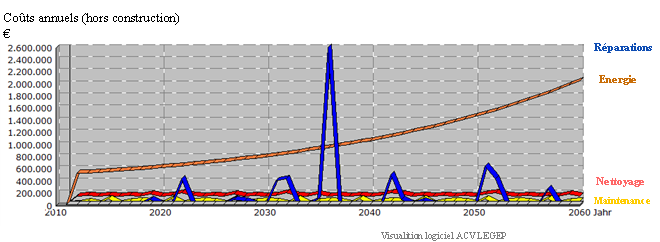 Coûts annuels (hors construction)
€
2.600.000
2.400.000
2.200.000
2.000.000
1.800.000
1.600.000
1.400.000
1.200.000
1.000.000
800.000
600.000
400.000
200.000
0
2010 2020 2030 2040 2050 2060 Jahr
Réparations
Energie
Nettoyage
Maintenance
Visualition logiciel ACVLEGEP